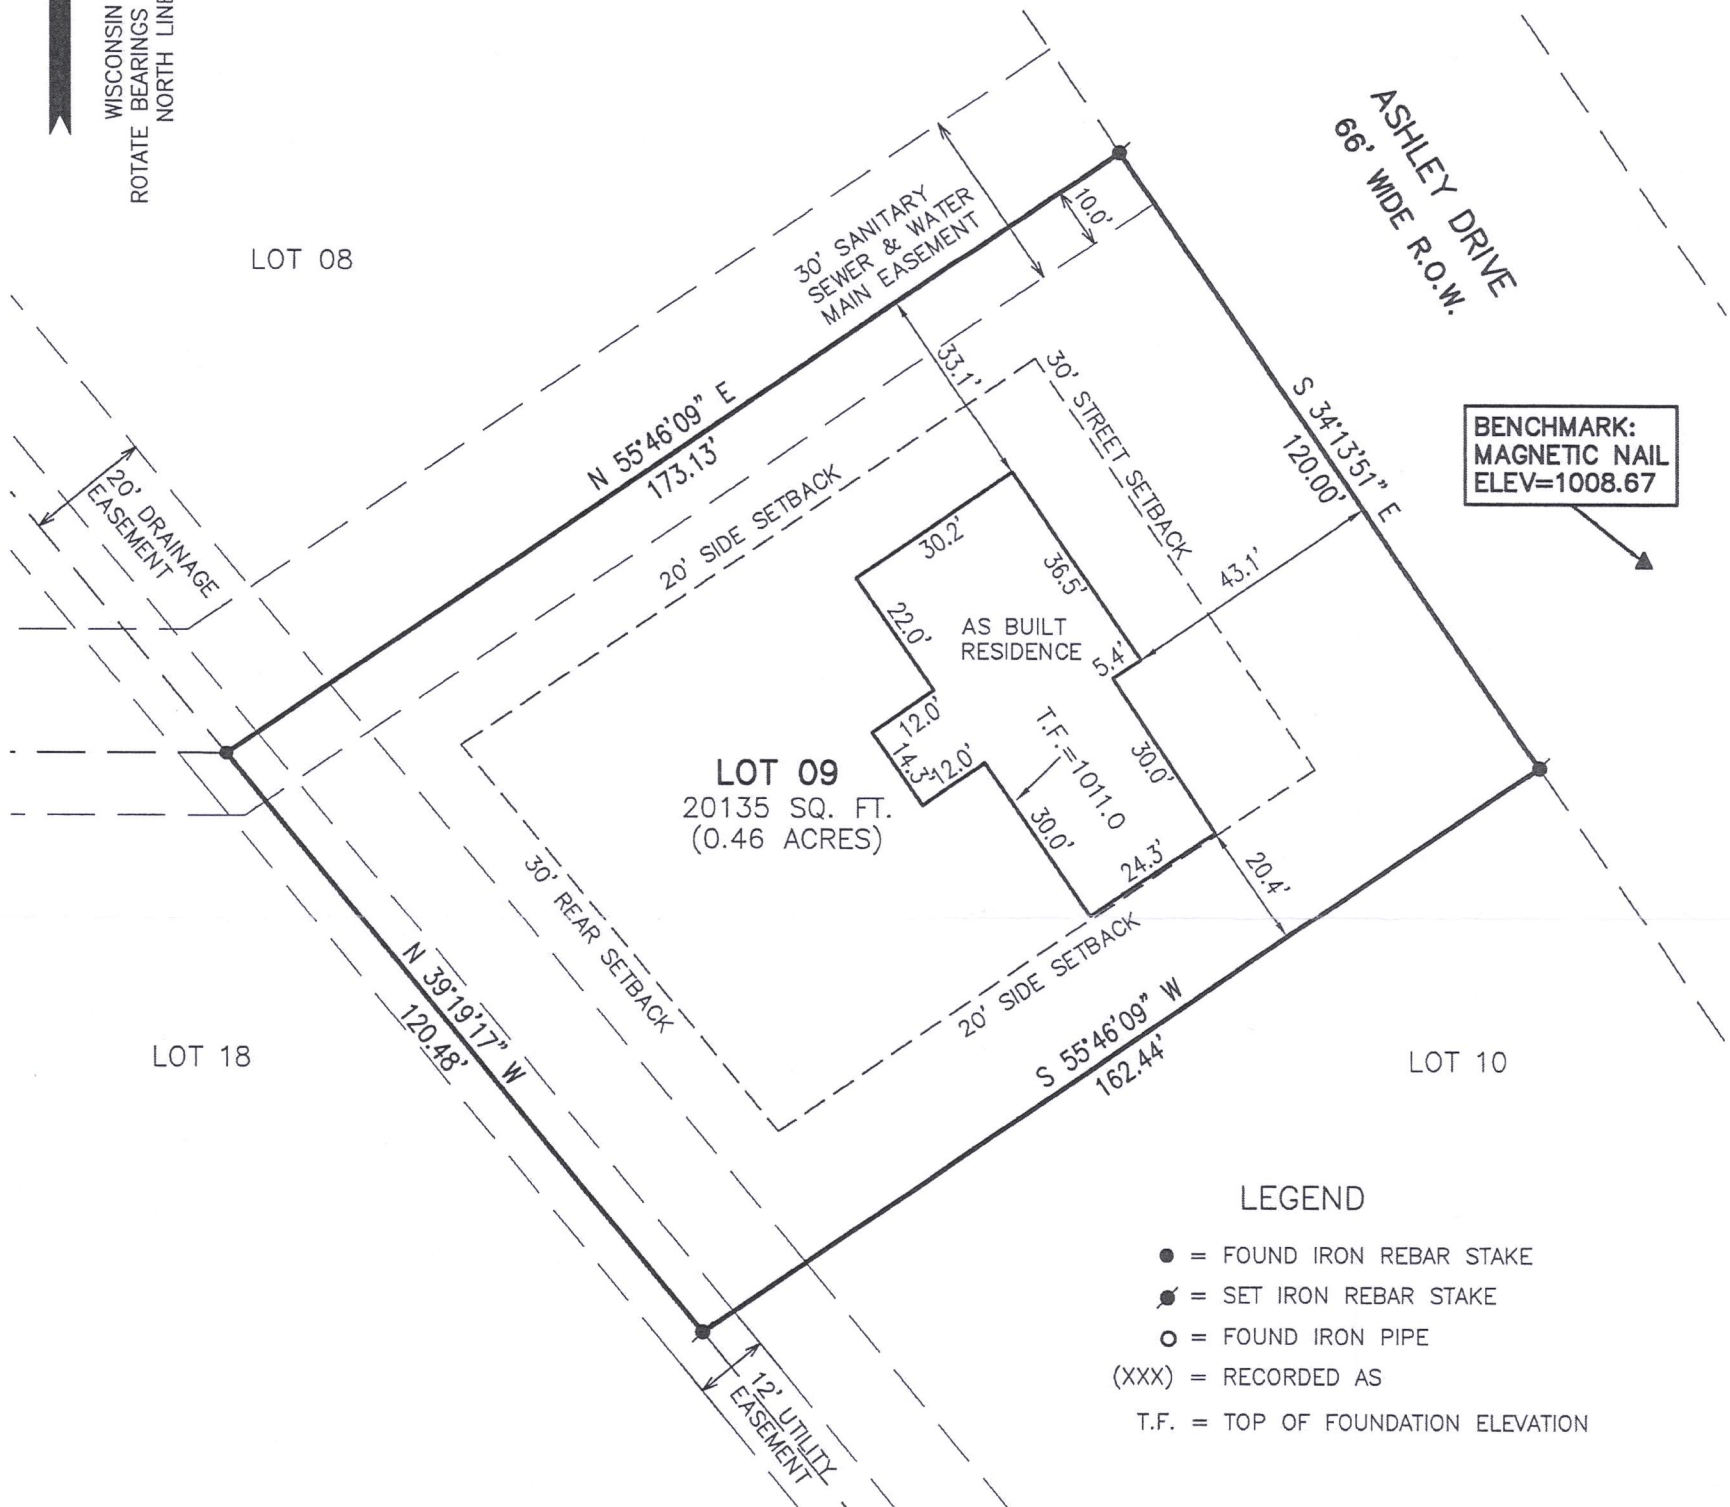 WISCONSIN
ROTATE BEARINGS
NORTH LINE
LOT 08
30' SANITARY
SEWER & WATER
MAIN EASEMENT
10.0'
ASHLEY DRIVE
66' WIDE R.O.W.
N 55°46'09" E
173.13'
33.1'
30' STREET SETBACK
S 34°13'51" E
120.00'
BENCHMARK:
MAGNETIC NAIL
ELEV=1008.67
20' DRAINAGE
EASEMENT
20' SIDE SETBACK
30.2'
36.5'
43.1'
22.0'
AS BUILT
RESIDENCE
5.4'
12.0'
14.3'
12.0'
T.F.=1011.0
30.0'
30.0'
24.3'
20.4'
LOT 09
20135 SQ. FT.
(0.46 ACRES)
30' REAR SETBACK
20' SIDE SETBACK
N 39°19'17" W
120.48'
S 55°46'09" W
162.44'
LOT 18
LOT 10
12' UTILITY
EASEMENT
LEGEND
= FOUND IRON REBAR STAKE
= SET IRON REBAR STAKE
= FOUND IRON PIPE
(XXX) = RECORDED AS
T.F. = TOP OF FOUNDATION ELEVATION